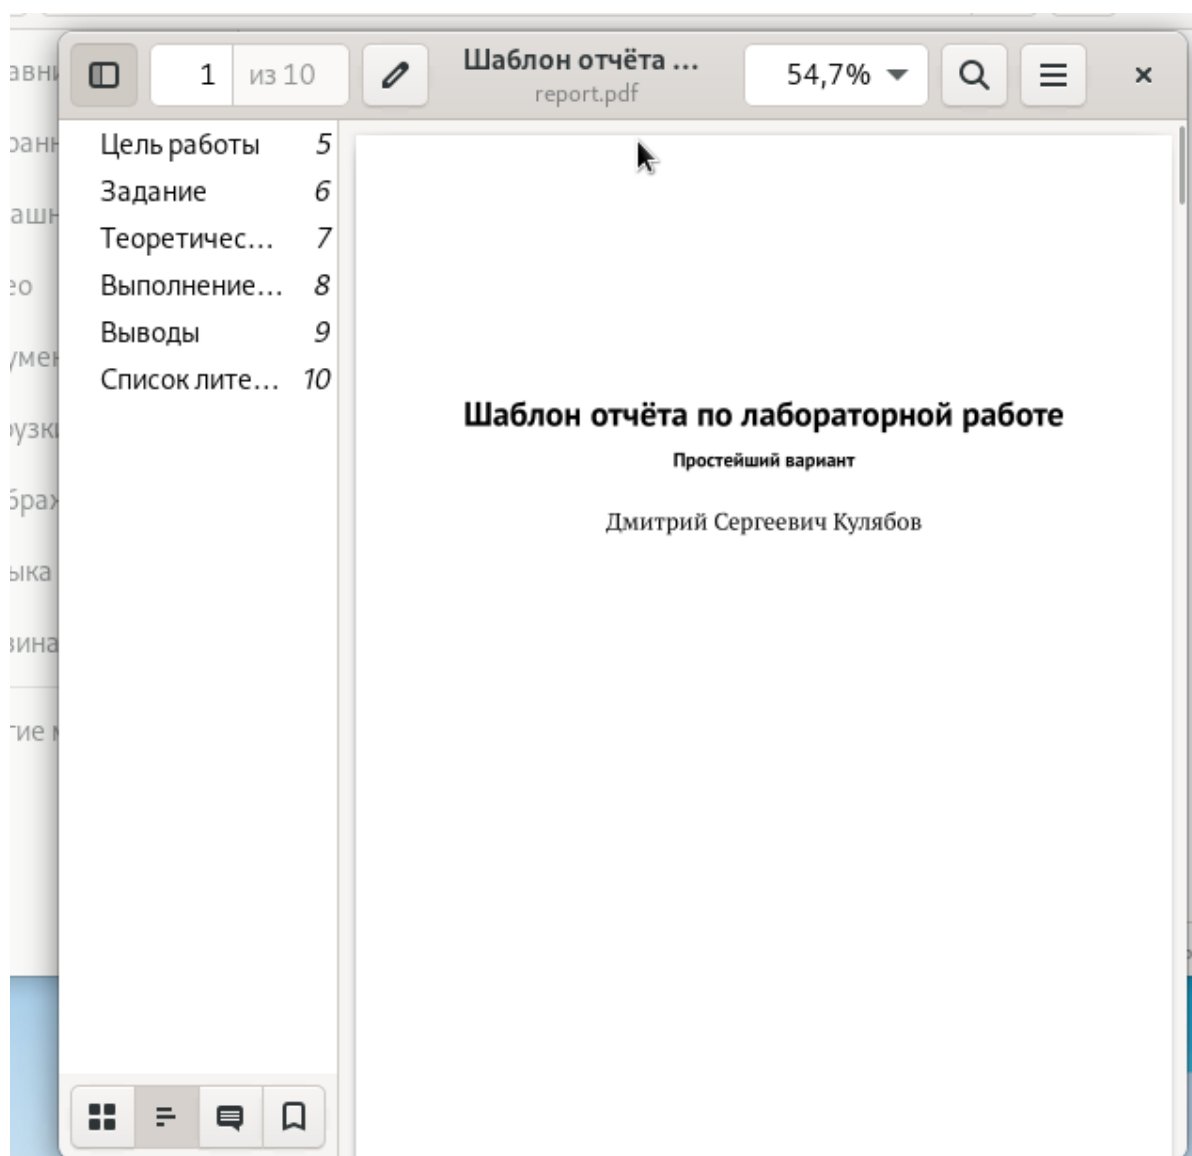 1 из 10
Шаблон отчёта ...
report.pdf
54,7%
Цель работы 5
Задание 6
Теоретичес... 7
Выполнение... 8
Выводы 9
Список лите... 10
Шаблон отчёта по лабораторной работе
Простейший вариант
Дмитрий Сергеевич Кулябов